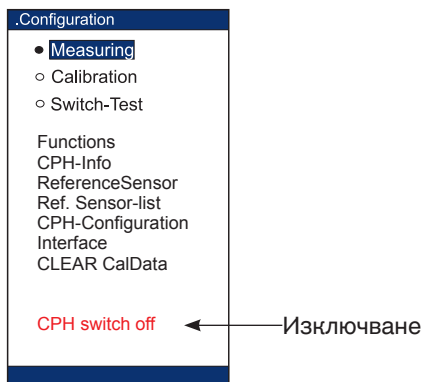 .Configuration
Measuring
Calibration
Switch-Test
Functions
CPH-Info
ReferenceSensor
Ref. Sensor-list
CPH-Configuration
Interface
CLEAR CalData
CPH switch off
Изключване